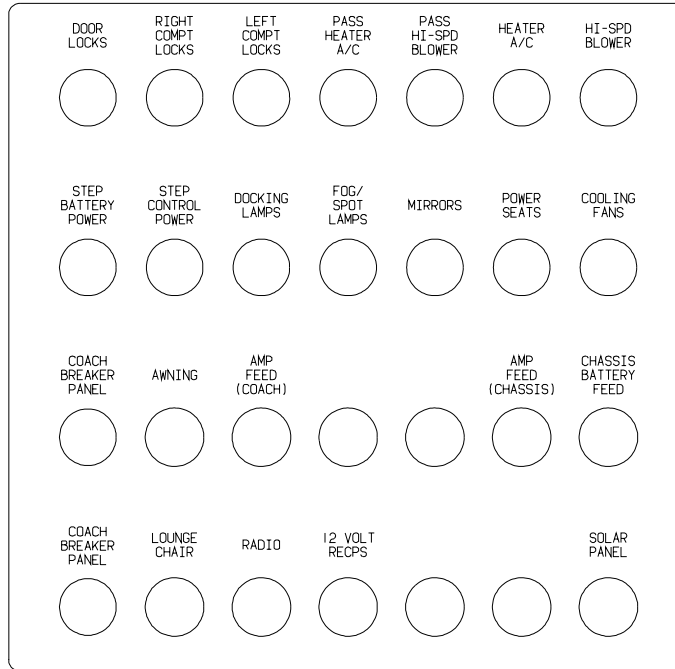 DOOR
LOCKS
RIGHT
COMPT
LOCKS
LEFT
COMPT
LOCKS
PASS
HEATER
A/C
PASS
HI-SPD
BLOWER
HEATER
A/C
HI-SPD
BLOWER
STEP
BATTERY
POWER
STEP
CONTROL
POWER
DOCKING
LAMPS
FOG/
SPOT
LAMPS
MIRRORS
POWER
SEATS
COOLING
FANS
COACH
BREAKER
PANEL
AWNING
AMP
FEED
(COACH)
AMP
FEED
(CHASSIS)
CHASSIS
BATTERY
FEED
COACH
BREAKER
PANEL
LOUNGE
CHAIR
RADIO
12 VOLT
RECPS
SOLAR
PANEL